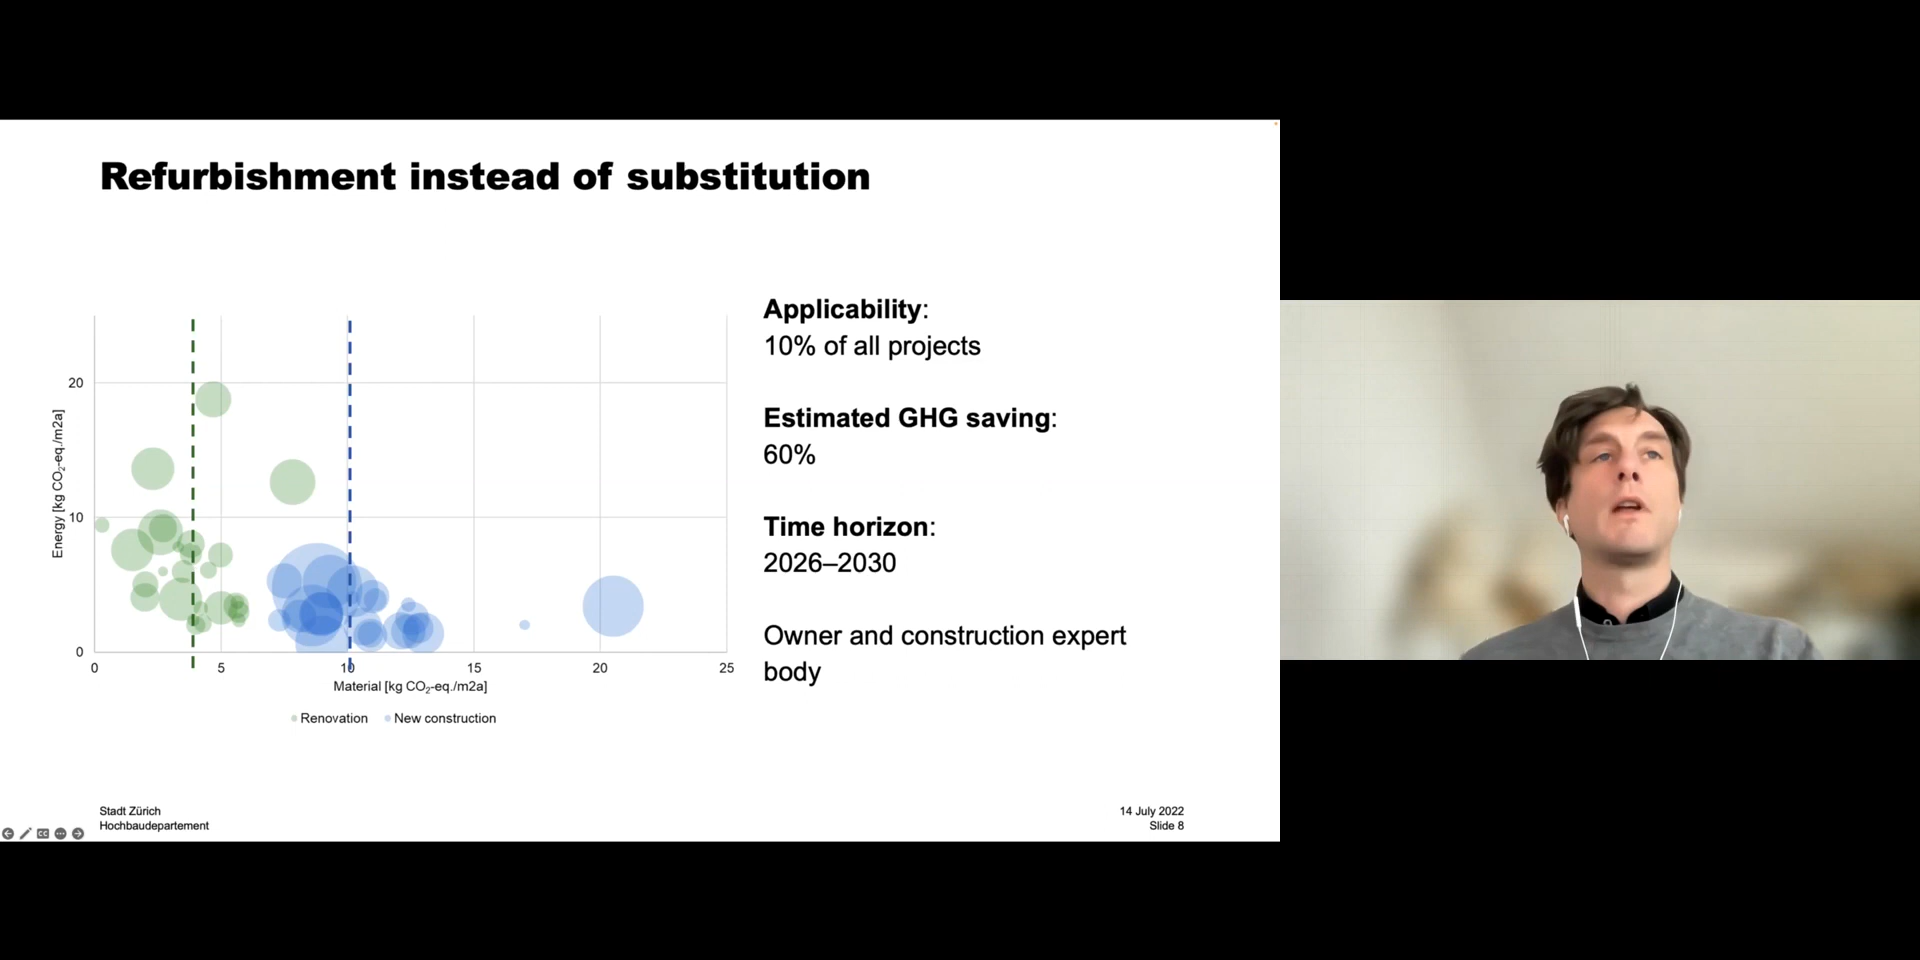 Refurbishment instead of substitution
Energy [kg CO₂-eq./m2a]
20
10
0
0
5
10
15
20
25
Material [kg CO₂-eq./m2a]
Renovation
New construction
Applicability:
10% of all projects
Estimated GHG saving:
60%
Time horizon:
2026–2030
Owner and construction expert
body
Stadt Zürich
Hochbaudepartement
14 July 2022
Slide 8
CC